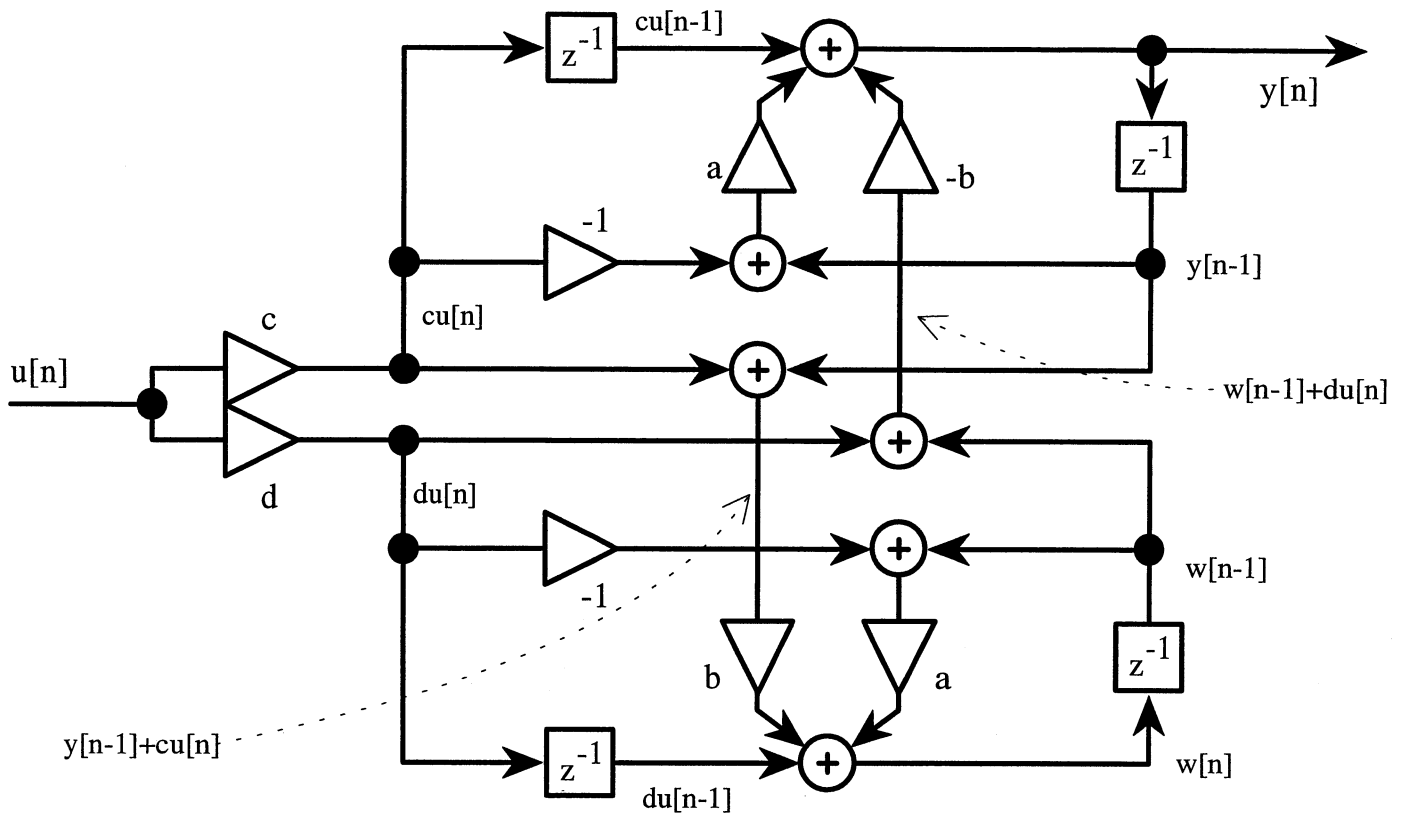 cu[n-1]
z-1
+
y[n]
z-1
a
-b
-1
+
y[n-1]
c
cu[n]
u[n]
+
w[n-1]+du[n]
+
d
du[n]
+
w[n-1]
-1
z-1
b
a
y[n-1]+cu[n]
z-1
+
w[n]
du[n-1]